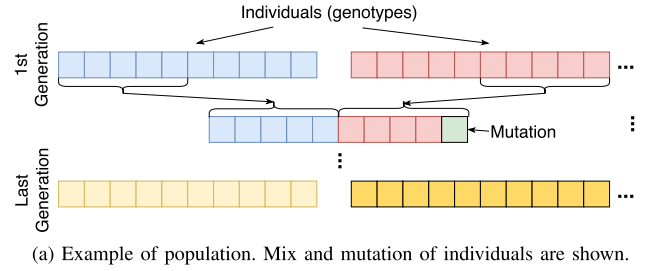 Individuals (genotypes)
1st
Generation
...
Mutation
...
...
Last
Generation
...
(a) Example of population. Mix and mutation of individuals are shown.